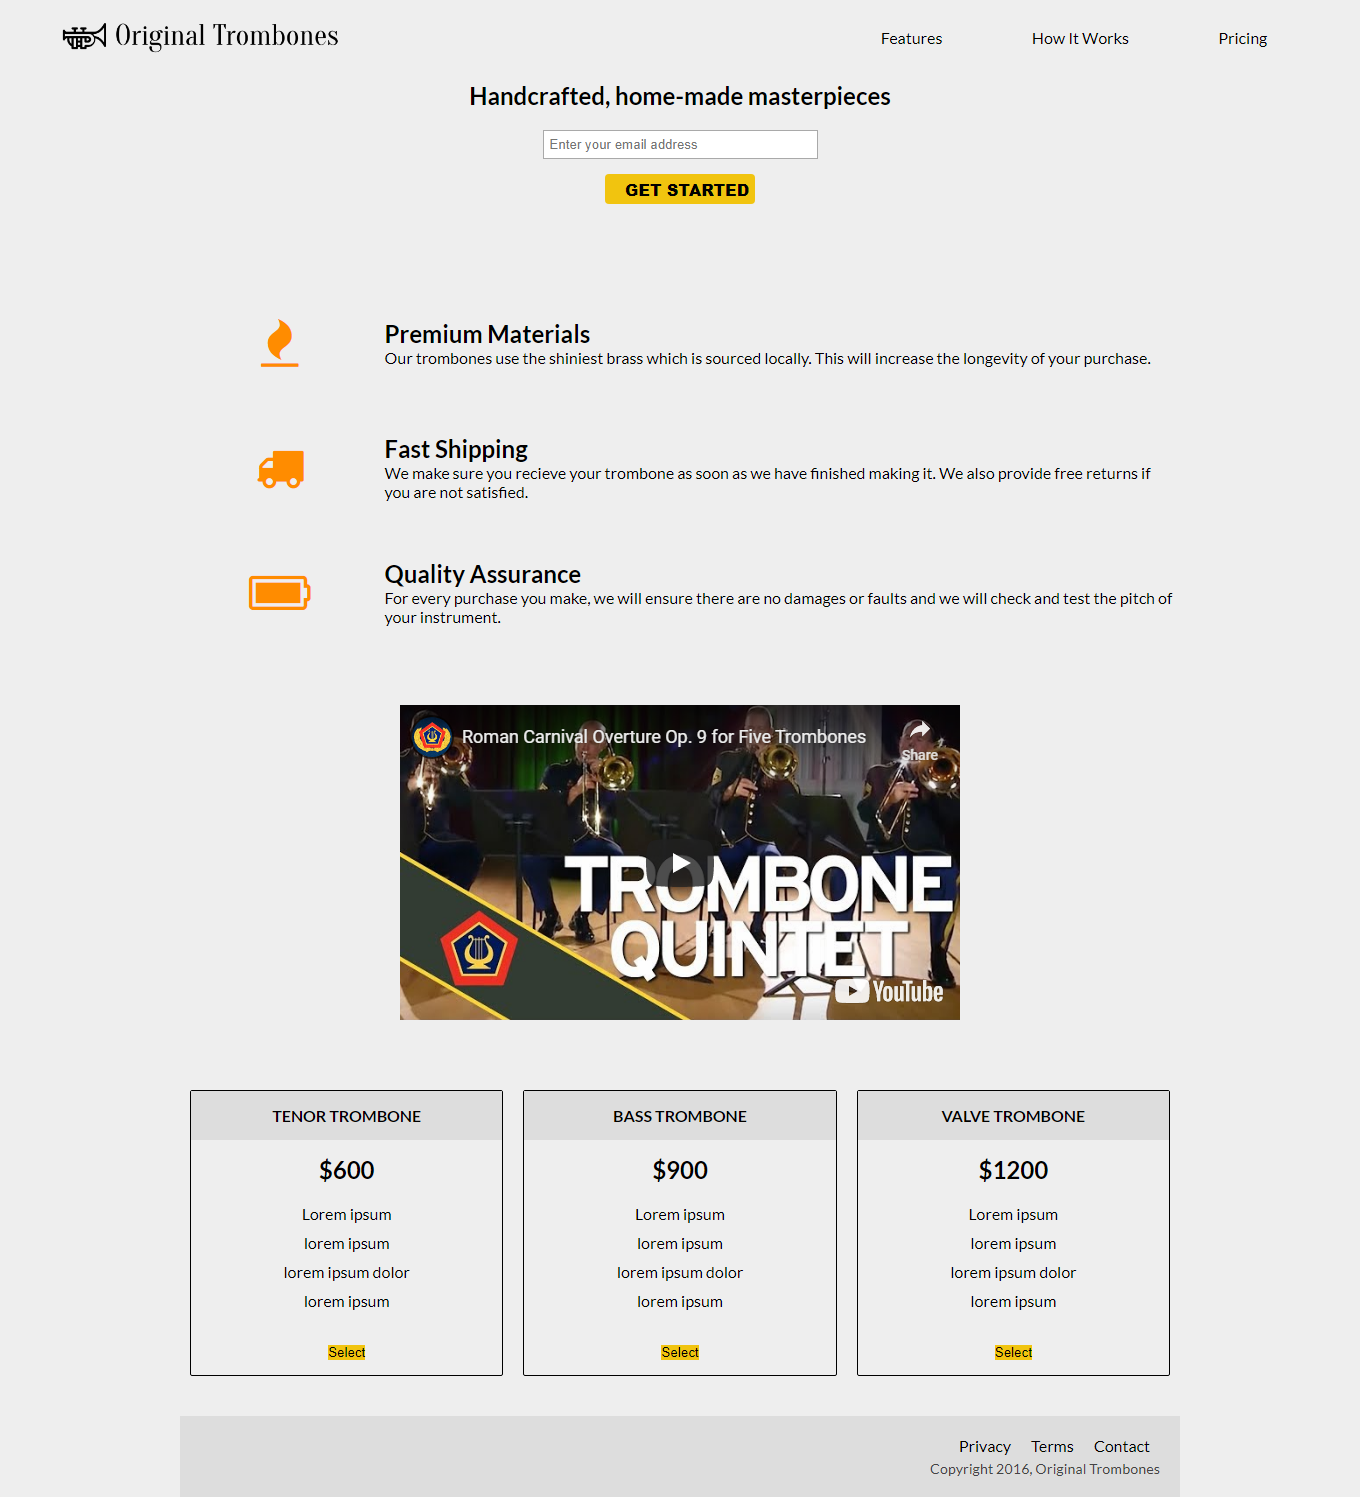 Original Trombones
Features
How It Works
Pricing
Handcrafted, home-made masterpieces
Enter your email address
GET STARTED
Premium Materials
Our trombones use the shiniest brass which is sourced locally. This will increase the longevity of your purchase.
Fast Shipping
We make sure you recieve your trombone as soon as we have finished making it. We also provide free returns if
you are not satisfied.
Quality Assurance
For every purchase you make, we will ensure there are no damages or faults and we will check and test the pitch of
your instrument.
Roman Carnival Overture Op. 9 for Five Trombones
Share
TROMBONE
QUINTET
YouTube
TENOR TROMBONE
$600
Lorem ipsum
lorem ipsum
lorem ipsum dolor
lorem ipsum
Select
BASS TROMBONE
$900
Lorem ipsum
lorem ipsum
lorem ipsum dolor
lorem ipsum
Select
VALVE TROMBONE
$1200
Lorem ipsum
lorem ipsum
lorem ipsum dolor
lorem ipsum
Select
Privacy
Terms
Contact
Copyright 2016, Original Trombones